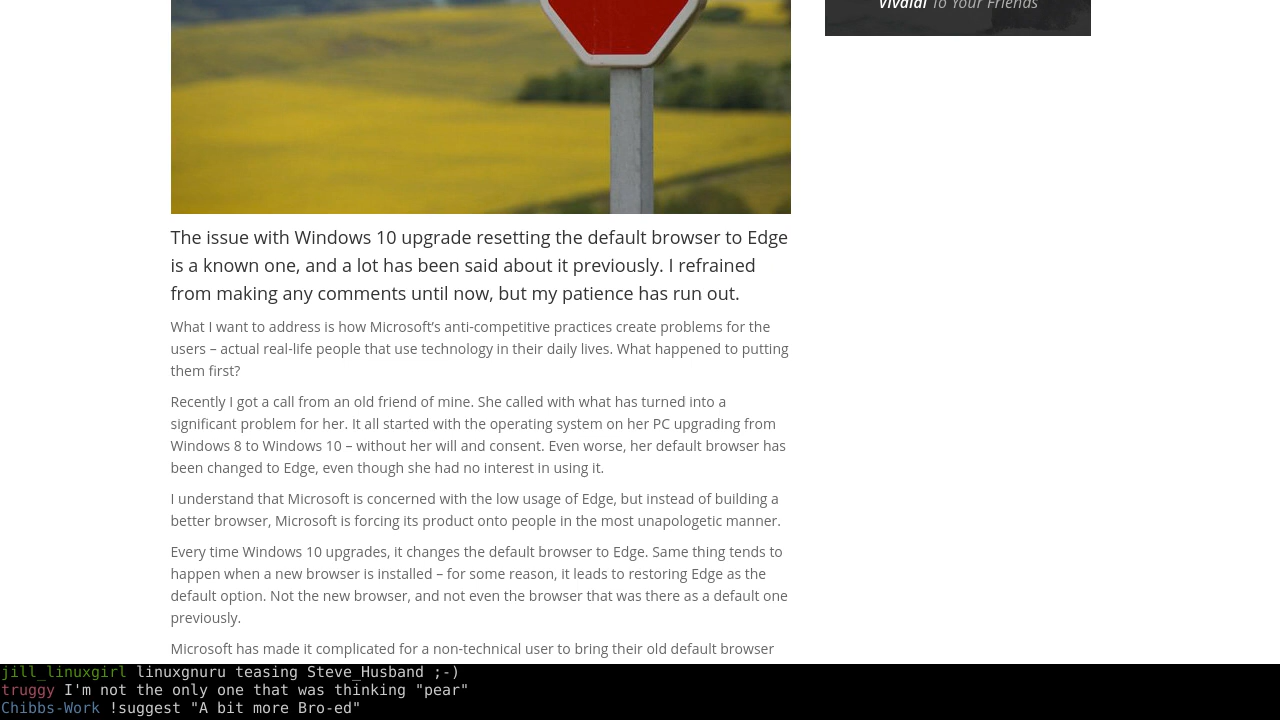 Vivaldi To Your Friends
The issue with Windows 10 upgrade resetting the default browser to Edge
is a known one, and a lot has been said about it previously. I refrained
from making any comments until now, but my patience has run out.
What I want to address is how Microsoft’s anti-competitive practices create problems for the
users – actual real-life people that use technology in their daily lives. What happened to putting
them first?
Recently I got a call from an old friend of mine. She called with what has turned into a
significant problem for her. It all started with the operating system on her PC upgrading from
Windows 8 to Windows 10 – without her will and consent. Even worse, her default browser has
been changed to Edge, even though she had no interest in using it.
I understand that Microsoft is concerned with the low usage of Edge, but instead of building a
better browser, Microsoft is forcing its product onto people in the most unapologetic manner.
Every time Windows 10 upgrades, it changes the default browser to Edge. Same thing tends to
happen when a new browser is installed – for some reason, it leads to restoring Edge as the
default option. Not the new browser, and not even the browser that was there as a default one
previously.
Microsoft has made it complicated for a non-technical user to bring their old default browser
jill_linuxgirl linuxgnuru teasing Steve_Husband ;-)
truggy I'm not the only one that was thinking "pear"
Chibbs-Work !suggest "A bit more Bro-ed"